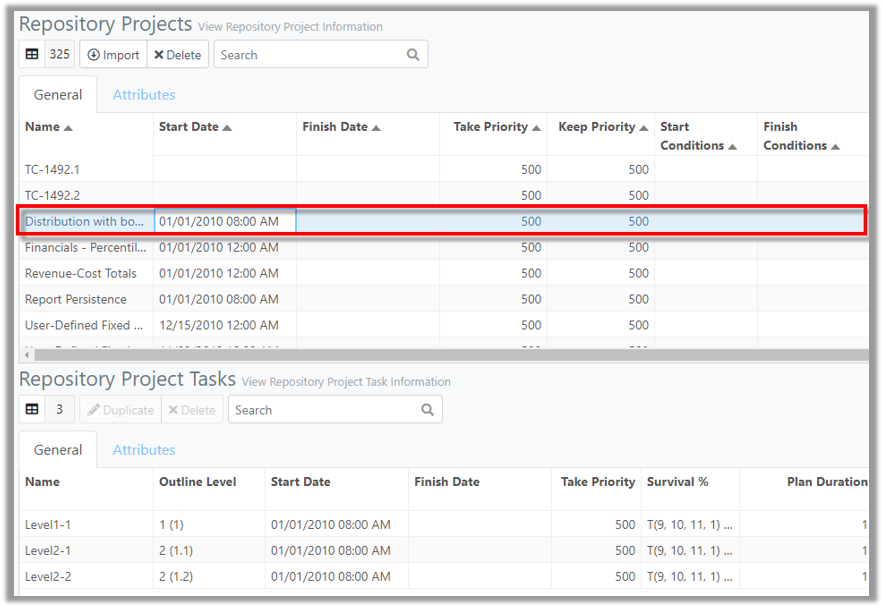 Repository Projects View Repository Project Information
325 Import Delete Search
General Attributes
Name Start Date Finish Date Take Priority Keep Priority Start Conditions Finish Conditions
TC-1492.1 500 500
TC-1492.2 500 500
Distribution with bo... 01/01/2010 08:00 AM 500 500
Financials - Percentil... 01/01/2010 12:00 AM 500 500
Revenue-Cost Totals 01/01/2010 12:00 AM 500 500
Report Persistence 01/01/2010 08:00 AM 500 500
User-Defined Fixed ... 12/15/2010 12:00 AM 500 500
Repository Project Tasks View Repository Project Task Information
3 Duplicate Delete Search
General Attributes
Name Outline Level Start Date Finish Date Take Priority Survival % Plan Duration
Level1-1 1 (1) 01/01/2010 08:00 AM 500 T(9, 10, 11, 1) ... 1
Level2-1 2 (1.1) 01/01/2010 08:00 AM 500 T(9, 10, 11, 1) ... 1
Level2-2 2 (1.2) 01/01/2010 08:00 AM 500 T(9, 10, 11, 1) ... 1